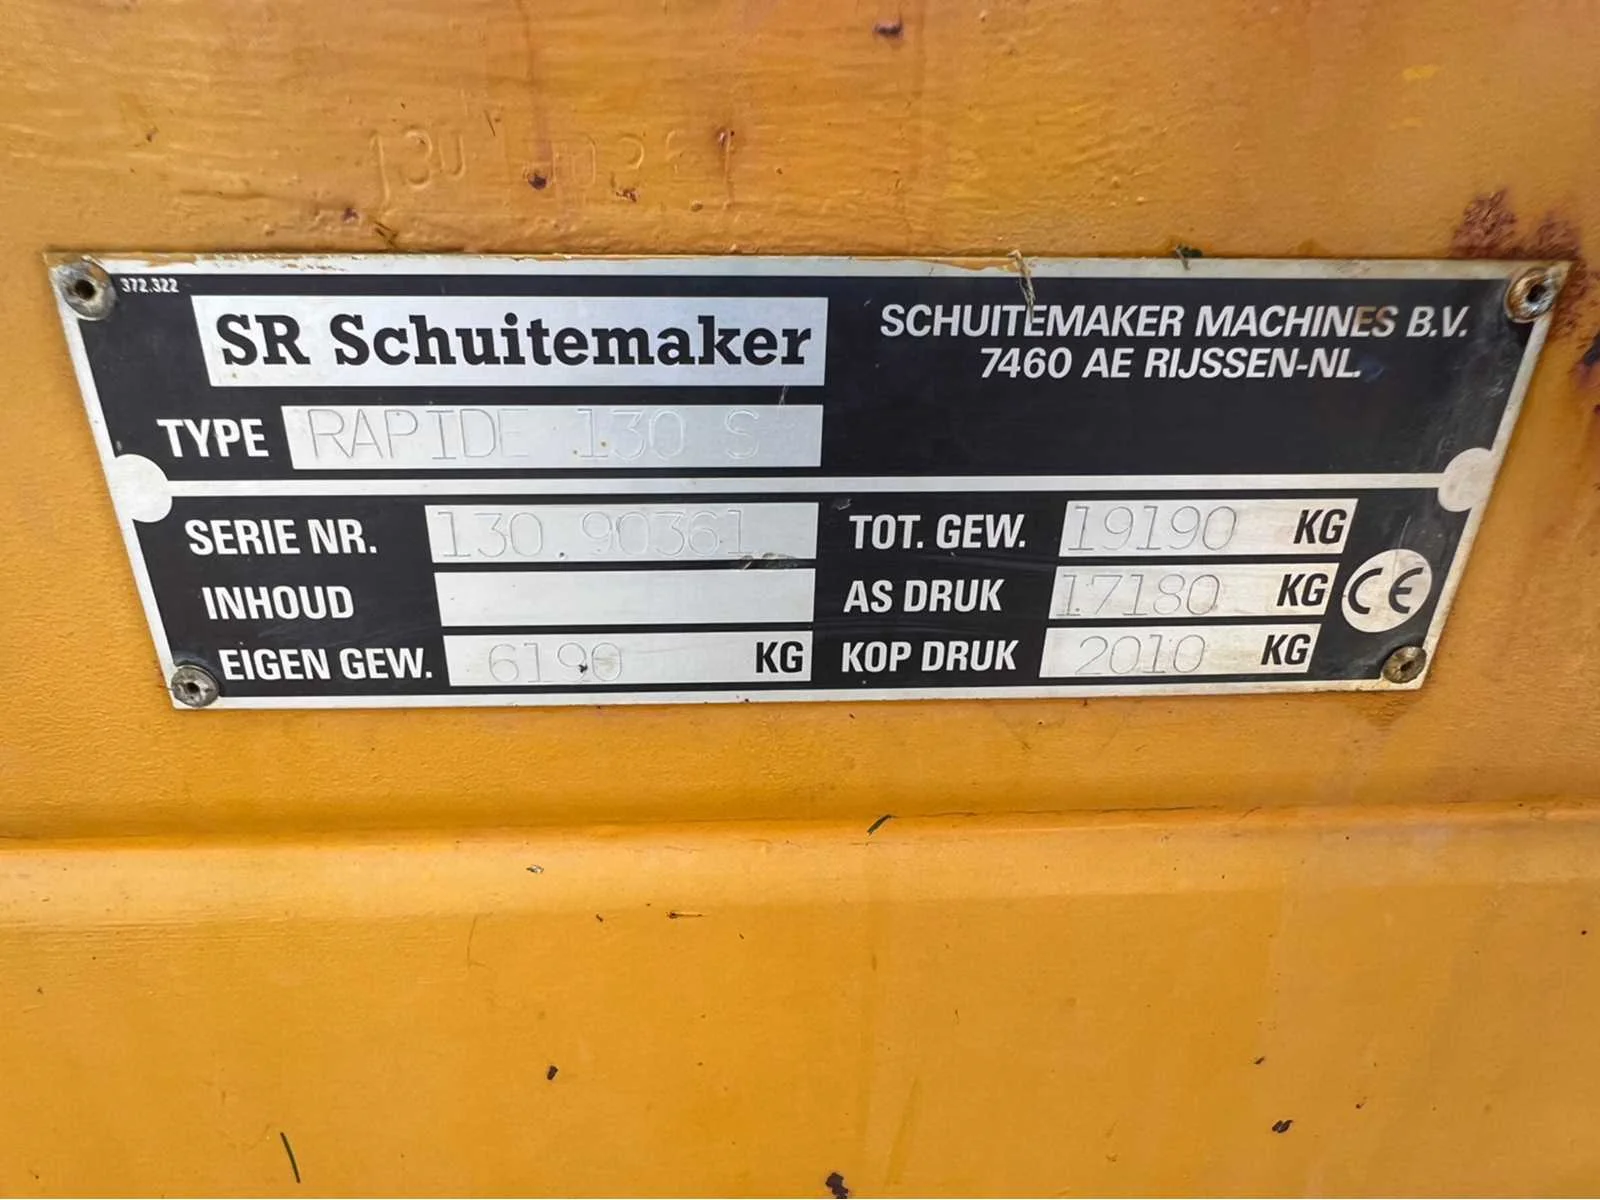 372.322
SR Schuitemaker
SCHUITEMAKER MACHINES B.V.
7460 AE RIJSSEN-NL.
TYPE RAPIDE 130 S
SERIE NR. 130.90361
INHOUD
EIGEN GEW. 6190 KG
TOT. GEW. 19190 KG
AS DRUK 17180 KG
KOP DRUK 2010 KG
CE